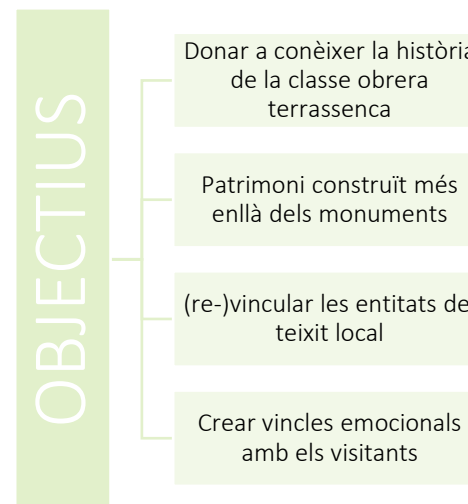 OBJECTIUS
Donar a conèixer la història
de la classe obrera
terrassenca
Patrimoni construït més
enllà dels monuments
(re-)vincular les entitats de
teixit local
Crear vincles emocionals
amb els visitants